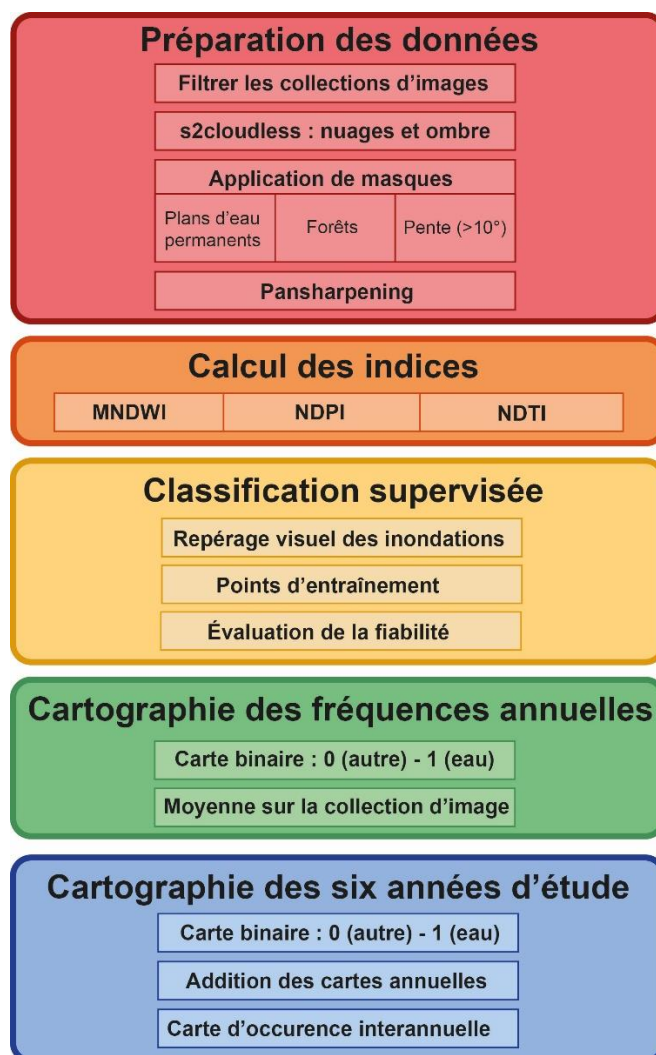 Préparation des données
Filtrer les collections d'images
s2cloudless : nuages et ombre
Application de masques
Plans d'eau
permanents
Forêts
Pente (>10°)
Pansharpening
Calcul des indices
MNDWI
NDPI
NDTI
Classification supervisée
Repérage visuel des inondations
Points d'entraînement
Évaluation de la fiabilité
Cartographie des fréquences annuelles
Carte binaire : 0 (autre) - 1 (eau)
Moyenne sur la collection d'image
Cartographie des six années d'étude
Carte binaire : 0 (autre) - 1 (eau)
Addition des cartes annuelles
Carte d'occurence interannuelle